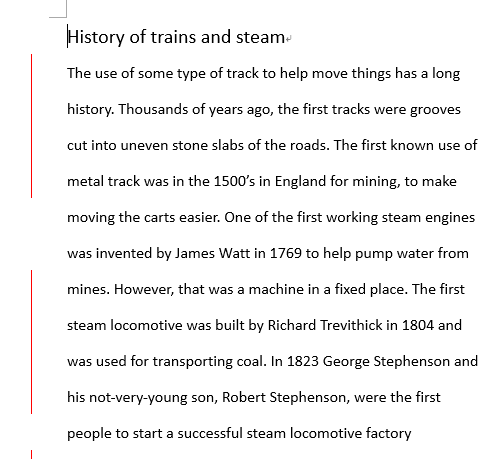 History of trains and steam
The use of some type of track to help move things has a long
history. Thousands of years ago, the first tracks were grooves
cut into uneven stone slabs of the roads. The first known use of
metal track was in the 1500’s in England for mining, to make
moving the carts easier. One of the first working steam engines
was invented by James Watt in 1769 to help pump water from
mines. However, that was a machine in a fixed place. The first
steam locomotive was built by Richard Trevithick in 1804 and
was used for transporting coal. In 1823 George Stephenson and
his not-very-young son, Robert Stephenson, were the first
people to start a successful steam locomotive factory